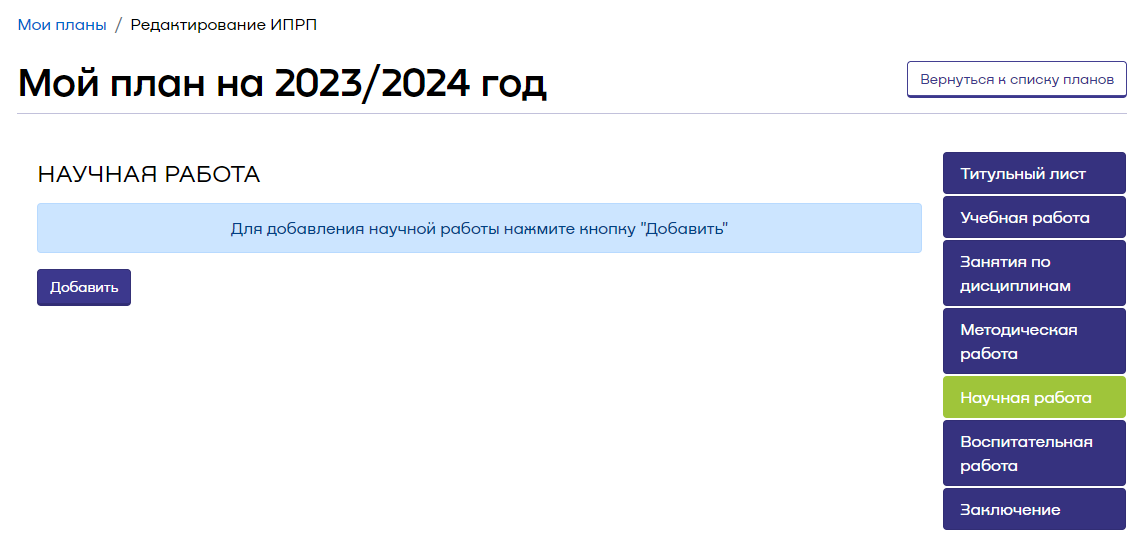 Мои планы / Редактирование ИПРП
Мой план на 2023/2024 год
Вернуться к списку планов
НАУЧНАЯ РАБОТА
Для добавления научной работы нажмите кнопку "Добавить"
Добавить
Титульный лист
Учебная работа
Занятия по
дисциплинам
Методическая
работа
Научная работа
Воспитательная
работа
Заключение